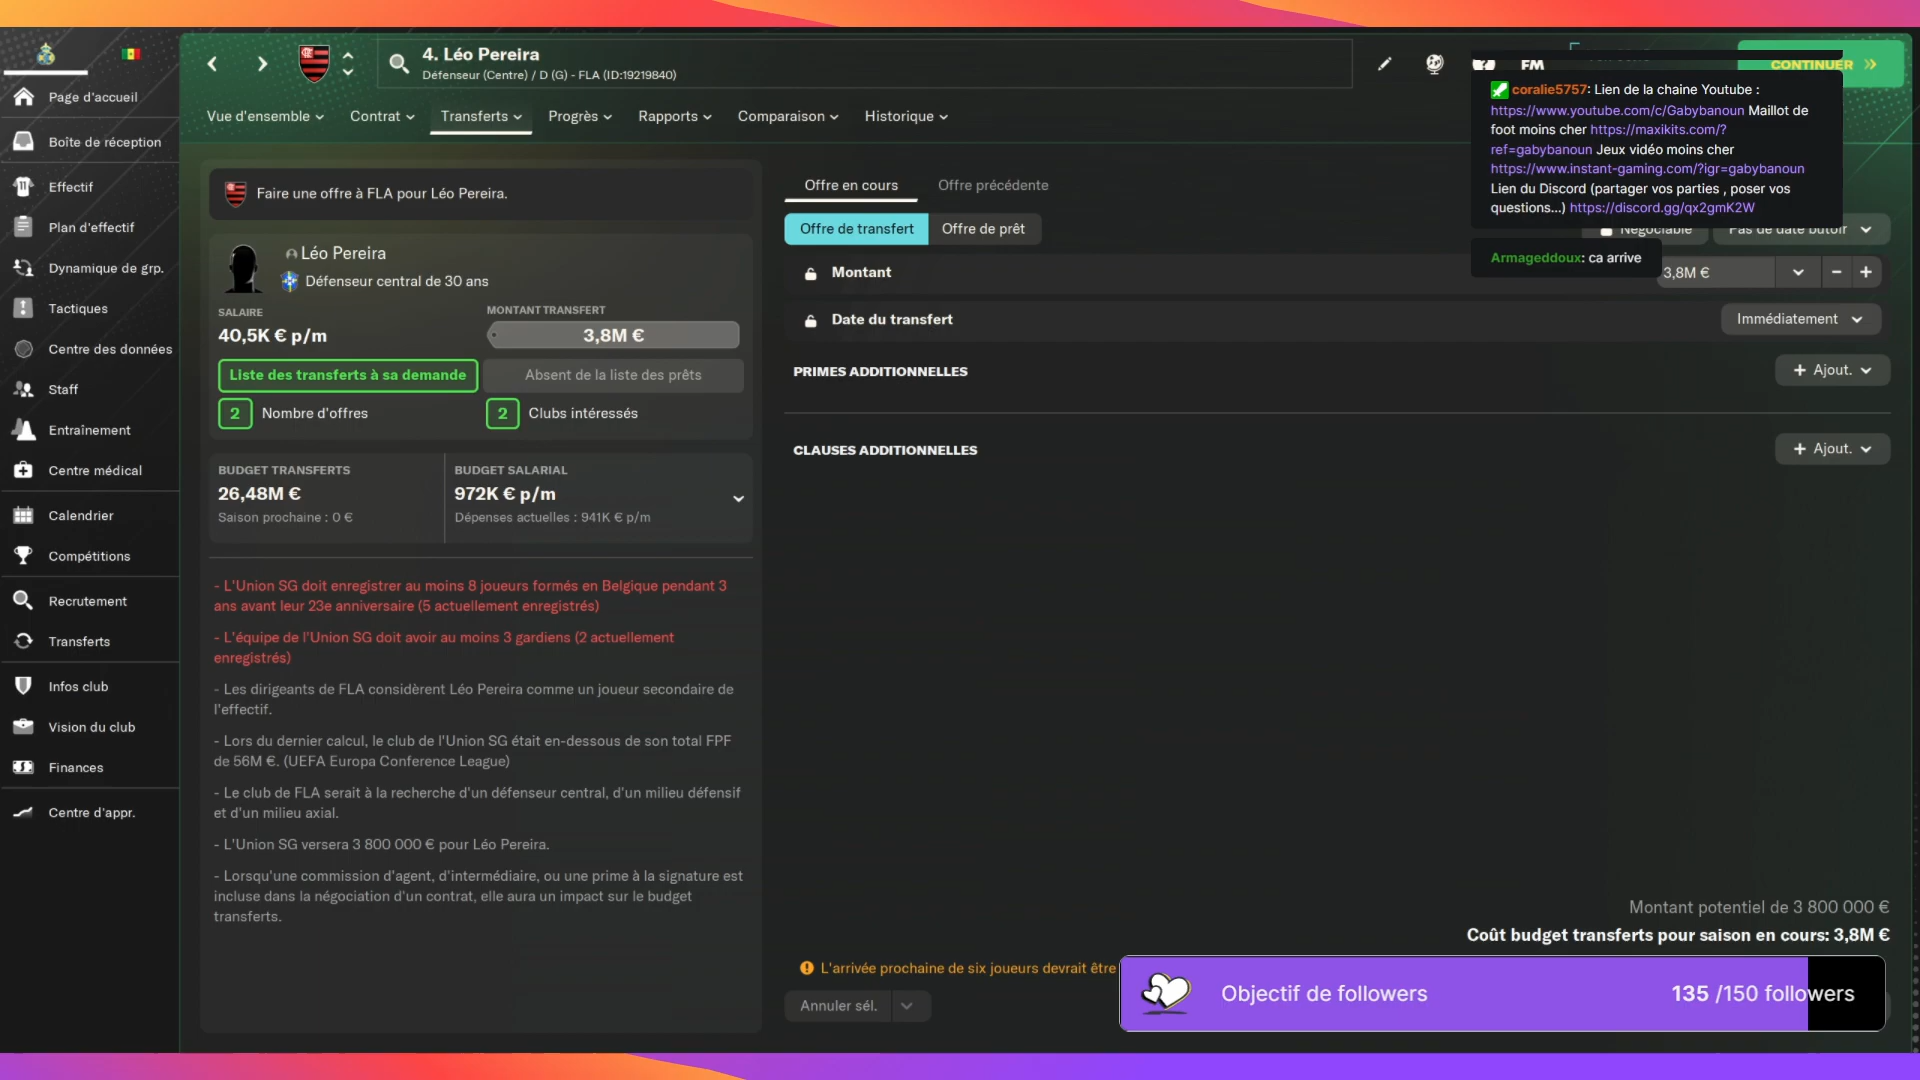 4. Léo Pereira
Défenseur (Centre) / D (G) - FLA (ID:19219840)
FM
CONTINUER
Page d'accueil
Boîte de réception
Effectif
Plan d'effectif
Dynamique de grp.
Tactiques
Centre des données
Staff
Entraînement
Centre médical
Calendrier
Compétitions
Recrutement
Transferts
Infos club
Vision du club
Finances
Centre d'appr.
Vue d'ensemble
Contrat
Transferts
Progrès
Rapports
Comparaison
Historique
coralie5757: Lien de la chaine Youtube :
https://www.youtube.com/c/Gabybanoun Maillot de
foot moins cher https://maxikits.com/?
ref=gabybanoun Jeux vidéo moins cher
https://www.instant-gaming.com/?igr=gabybanoun
Lien du Discord (partager vos parties , poser vos
questions...) https://discord.gg/qx2gmK2W
Armageddoux: ca arrive
Faire une offre à FLA pour Léo Pereira.
Léo Pereira
Défenseur central de 30 ans
SALAIRE
40,5K € p/m
MONTANT TRANSFERT
3,8M €
Liste des transferts à sa demande
Absent de la liste des prêts
2 Nombre d'offres
2 Clubs intéressés
BUDGET TRANSFERTS
26,48M €
Saison prochaine : 0 €
BUDGET SALARIAL
972K € p/m
Dépenses actuelles : 941K € p/m
- L'Union SG doit enregistrer au moins 8 joueurs formés en Belgique pendant 3
ans avant leur 23e anniversaire (5 actuellement enregistrés)
- L'équipe de l'Union SG doit avoir au moins 3 gardiens (2 actuellement
enregistrés)
- Les dirigeants de FLA considèrent Léo Pereira comme un joueur secondaire de
l'effectif.
- Lors du dernier calcul, le club de l'Union SG était en-dessous de son total FPF
de 56M €. (UEFA Europa Conference League)
- Le club de FLA serait à la recherche d'un défenseur central, d'un milieu défensif
et d'un milieu axial.
- L'Union SG versera 3 800 000 € pour Léo Pereira.
- Lorsqu'une commission d'agent, d'intermédiaire, ou une prime à la signature est
incluse dans la négociation d'un contrat, elle aura un impact sur le budget
transferts.
Offre en cours
Offre précédente
Offre de transfert
Offre de prêt
Négociable
Pas de date butoir
Montant
3,8M €
Date du transfert
Immédiatement
PRIMES ADDITIONNELLES
+ Ajout.
CLAUSES ADDITIONNELLES
+ Ajout.
Montant potentiel de 3 800 000 €
Coût budget transferts pour saison en cours: 3,8M €
L'arrivée prochaine de six joueurs devrait être
Annuler sél.
Objectif de followers
135 /150 followers